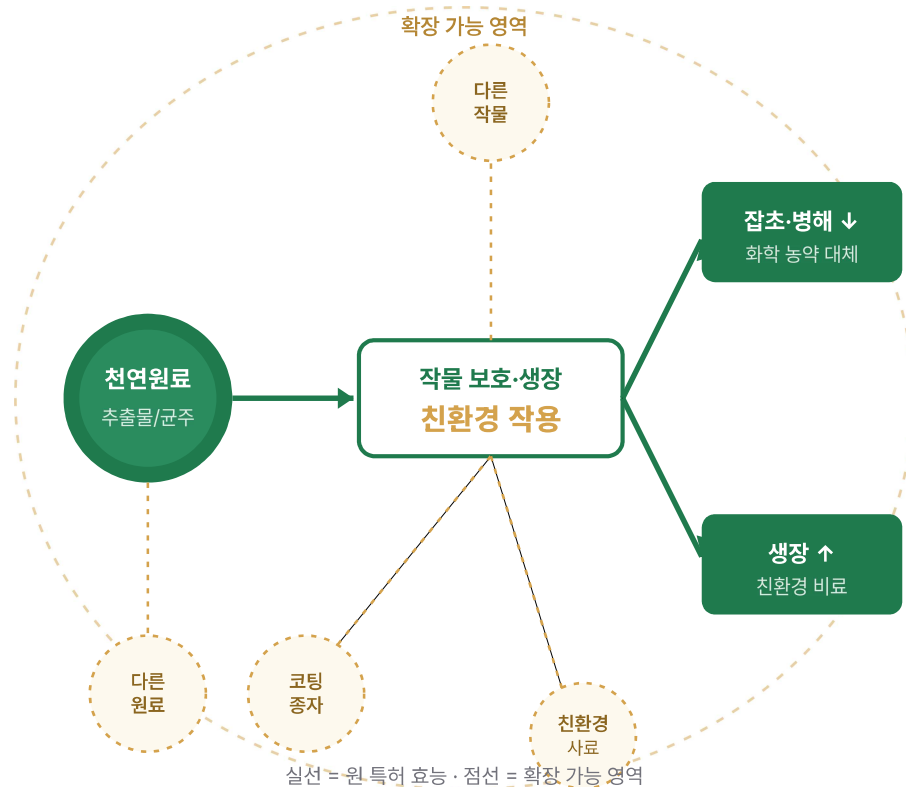 확장 가능 영역
다른
작물
잡초·병해 ↓
화학 농약 대체
천연원료
추출물/균주
작물 보호·생장
친환경 작용
생장 ↑
친환경 비료
다른
원료
코팅
종자
친환경
사료
실선 = 원 특허 효능 · 점선 = 확장 가능 영역